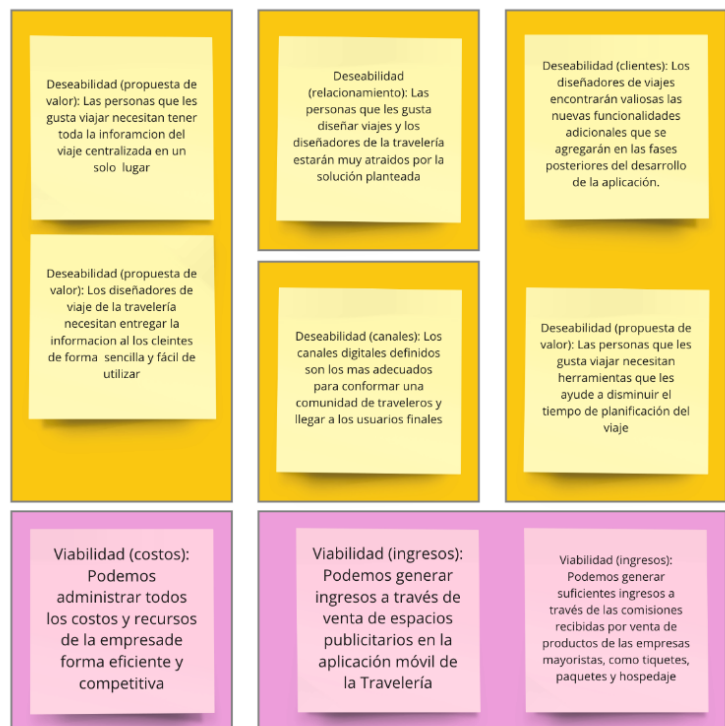 Deseabilidad (propuesta de
valor): Las personas que les
gusta viajar necesitan tener
toda la inforamcion del
viaje centralizada en un
solo lugar
Deseabilidad (propuesta de
valor): Los diseñadores de
viaje de la travelería
necesitan entregar la
informacion al los cleintes
de forma sencilla y fácil de
utilizar
Deseabilidad
(relacionamiento): Las
personas que les gusta
diseñar viajes y los
diseñadores de la travelería
estarán muy atraidos por la
solución planteada
Deseabilidad (canales): Los
canales digitales definidos
son los mas adecuados
para conformar una
comunidad de traveleros y
llegar a los usuarios finales
Deseabilidad (clientes): Los
diseñadores de viajes
encontrarán valiosas las
nuevas funcionalidades
adicionales que se
agregarán en las fases
posteriores del desarrollo
de la aplicación.
Deseabilidad (propuesta de
valor): Las personas que les
gusta viajar necesitan
herramientas que les
ayude a disminuir el
tiempo de planificación del
viaje
Viabilidad (costos):
Podemos
administrar todos
los costos y recursos
de la empresade
forma eficiente y
competitiva
Viabilidad (ingresos):
Podemos generar
ingresos a través de
venta de espacios
publicitarios en la
aplicación móvil de
la Travelería
Viabilidad (ingresos):
Podemos generar
suficientes ingresos a
través de las comisiones
recibidas por venta de
productos de las empresas
mayoristas, como tiquetes,
paquetes y hospedaje